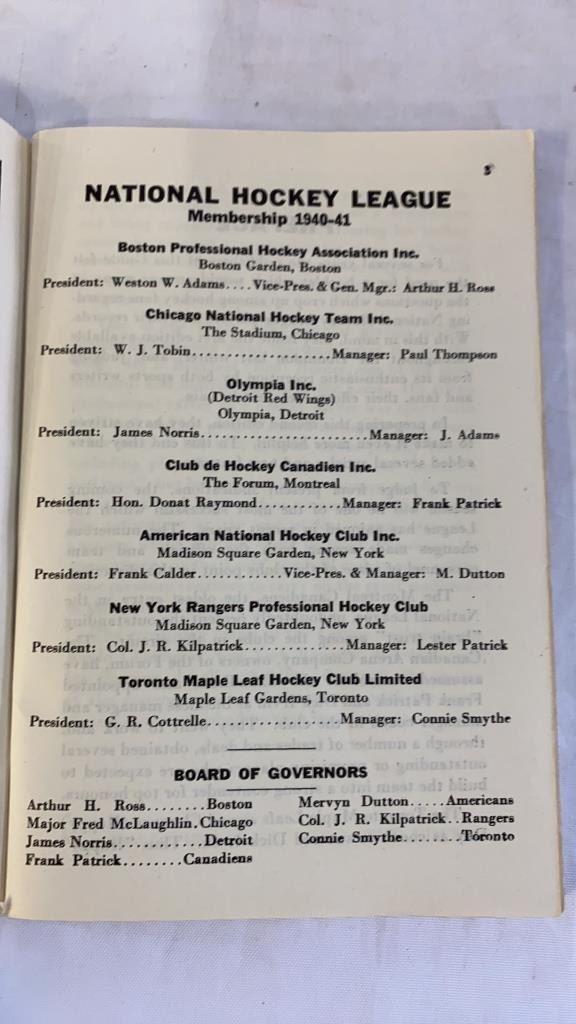 3
NATIONAL HOCKEY LEAGUE
Membership 1940-41
Boston Professional Hockey Association Inc.
Boston Garden, Boston
President: Weston W. Adams....Vice-Pres. & Gen. Mgr.: Arthur H. Ross
Chicago National Hockey Team Inc.
The Stadium, Chicago
President: W. J. Tobin.....................Manager: Paul Thompson
Olympia Inc.
(Detroit Red Wings)
Olympia, Detroit
President: James Norris.........................Manager: J. Adams
Club de Hockey Canadien Inc.
The Forum, Montreal
President: Hon. Donat Raymond............Manager: Frank Patrick
American National Hockey Club Inc.
Madison Square Garden, New York
President: Frank Calder............Vice-Pres. & Manager: M. Dutton
New York Rangers Professional Hockey Club
Madison Square Garden, New York
President: Col. J. R. Kilpatrick..............Manager: Lester Patrick
Toronto Maple Leaf Hockey Club Limited
Maple Leaf Gardens, Toronto
President: G. R. Cottrelle..................Manager: Connie Smythe
BOARD OF GOVERNORS
Arthur H. Ross........Boston
Major Fred McLaughlin.Chicago
James Norris............Detroit
Frank Patrick........Canadiens
Mervyn Dutton.....Americans
Col. J. R. Kilpatrick..Rangers
Connie Smythe........Toronto